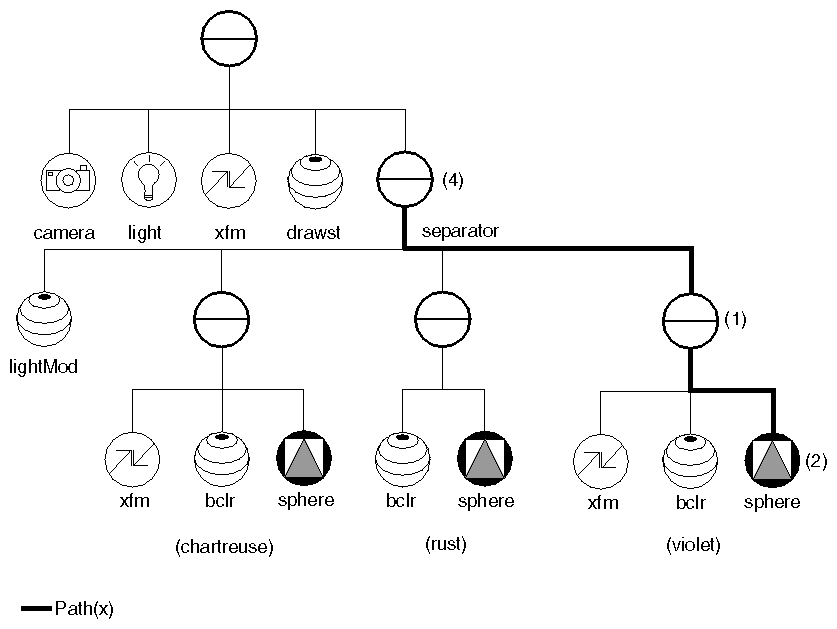 (4)
camera light xfm drawst separator
(1)
lightMod
(2)
xfm bclr sphere bclr sphere xfm bclr sphere
(chartreuse) (rust) (violet)
Path(x)